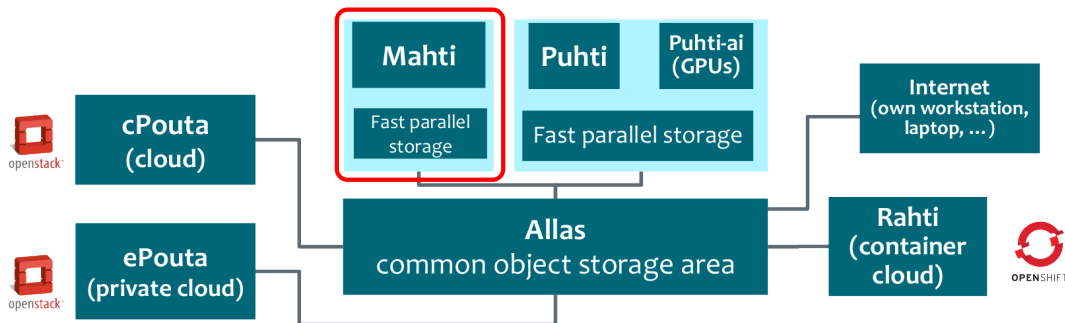 Mahti
Fast parallel
storage
Puhti
Puhti-ai
(GPUs)
Fast parallel storage
openstack
cPouta
(cloud)
Internet
(own workstation,
laptop, ...)
openstack
ePouta
(private cloud)
Allas
common object storage area
Rahti
(container
cloud)
OPENSHIFT